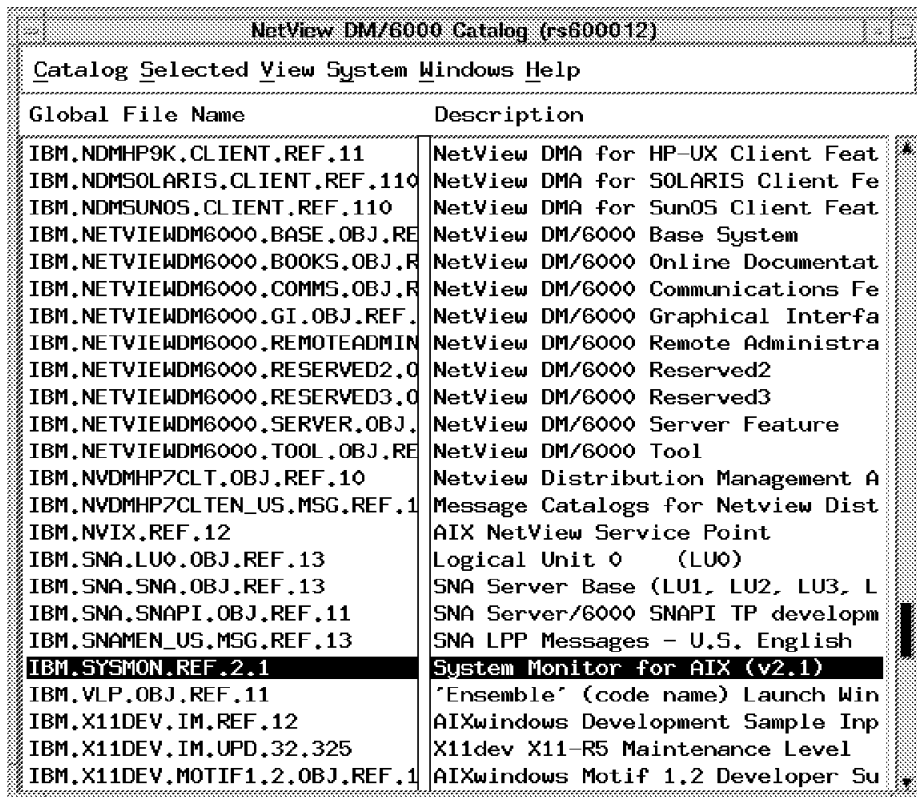 NetView DM/6000 Catalog (rs600012)
Catalog Selected View System Windows Help
Global File Name Description
IBM.NDMHP9K.CLIENT.REF.11 NetView DMA for HP-UX Client Feat
IBM.NDMSOLARIS.CLIENT.REF.110 NetView DMA for SOLARIS Client Fe
IBM.NDMSUNOS.CLIENT.REF.110 NetView DMA for SunOS Client Feat
IBM.NETVIEWDM6000.BASE.OBJ.RE NetView DM/6000 Base System
IBM.NETVIEWDM6000.BOOKS.OBJ.R NetView DM/6000 Online Documentat
IBM.NETVIEWDM6000.COMMS.OBJ.R NetView DM/6000 Communications Fe
IBM.NETVIEWDM6000.GI.OBJ.REF. NetView DM/6000 Graphical Interfa
IBM.NETVIEWDM6000.REMOTEADMIN NetView DM/6000 Remote Administra
IBM.NETVIEWDM6000.RESERVED2.O NetView DM/6000 Reserved2
IBM.NETVIEWDM6000.RESERVED3.O NetView DM/6000 Reserved3
IBM.NETVIEWDM6000.SERVER.OBJ. NetView DM/6000 Server Feature
IBM.NETVIEWDM6000.TOOL.OBJ.RE NetView DM/6000 Tool
IBM.NVDMHP7CLT.OBJ.REF.10 Netview Distribution Management A
IBM.NVDMHP7CLTEN_US.MSG.REF.1 Message Catalogs for Netview Dist
IBM.NVIX.REF.12 AIX NetView Service Point
IBM.SNA.LU0.OBJ.REF.13 Logical Unit 0 (LU0)
IBM.SNA.SNA.OBJ.REF.13 SNA Server Base (LU1, LU2, LU3, L
IBM.SNA.SNAPI.OBJ.REF.11 SNA Server/6000 SNAPI TP developm
IBM.SNAMEN_US.MSG.REF.13 SNA LPP Messages - U.S. English
IBM.SYSMON.REF.2.1 System Monitor for AIX (v2.1)
IBM.VLP.OBJ.REF.11 'Ensemble' (code name) Launch Win
IBM.X11DEV.IM.REF.12 AIXwindows Development Sample Inp
IBM.X11DEV.IM.UPD.32.325 X11dev X11-R5 Maintenance Level
IBM.X11DEV.MOTIF1.2.OBJ.REF.1 AIXwindows Motif 1.2 Developer Su